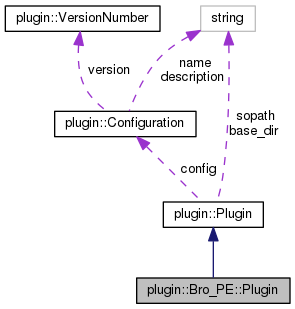 plugin::VersionNumber
string
version
name
description
plugin::Configuration
sopath
base_dir
config
plugin::Plugin
plugin::Bro_PE::Plugin